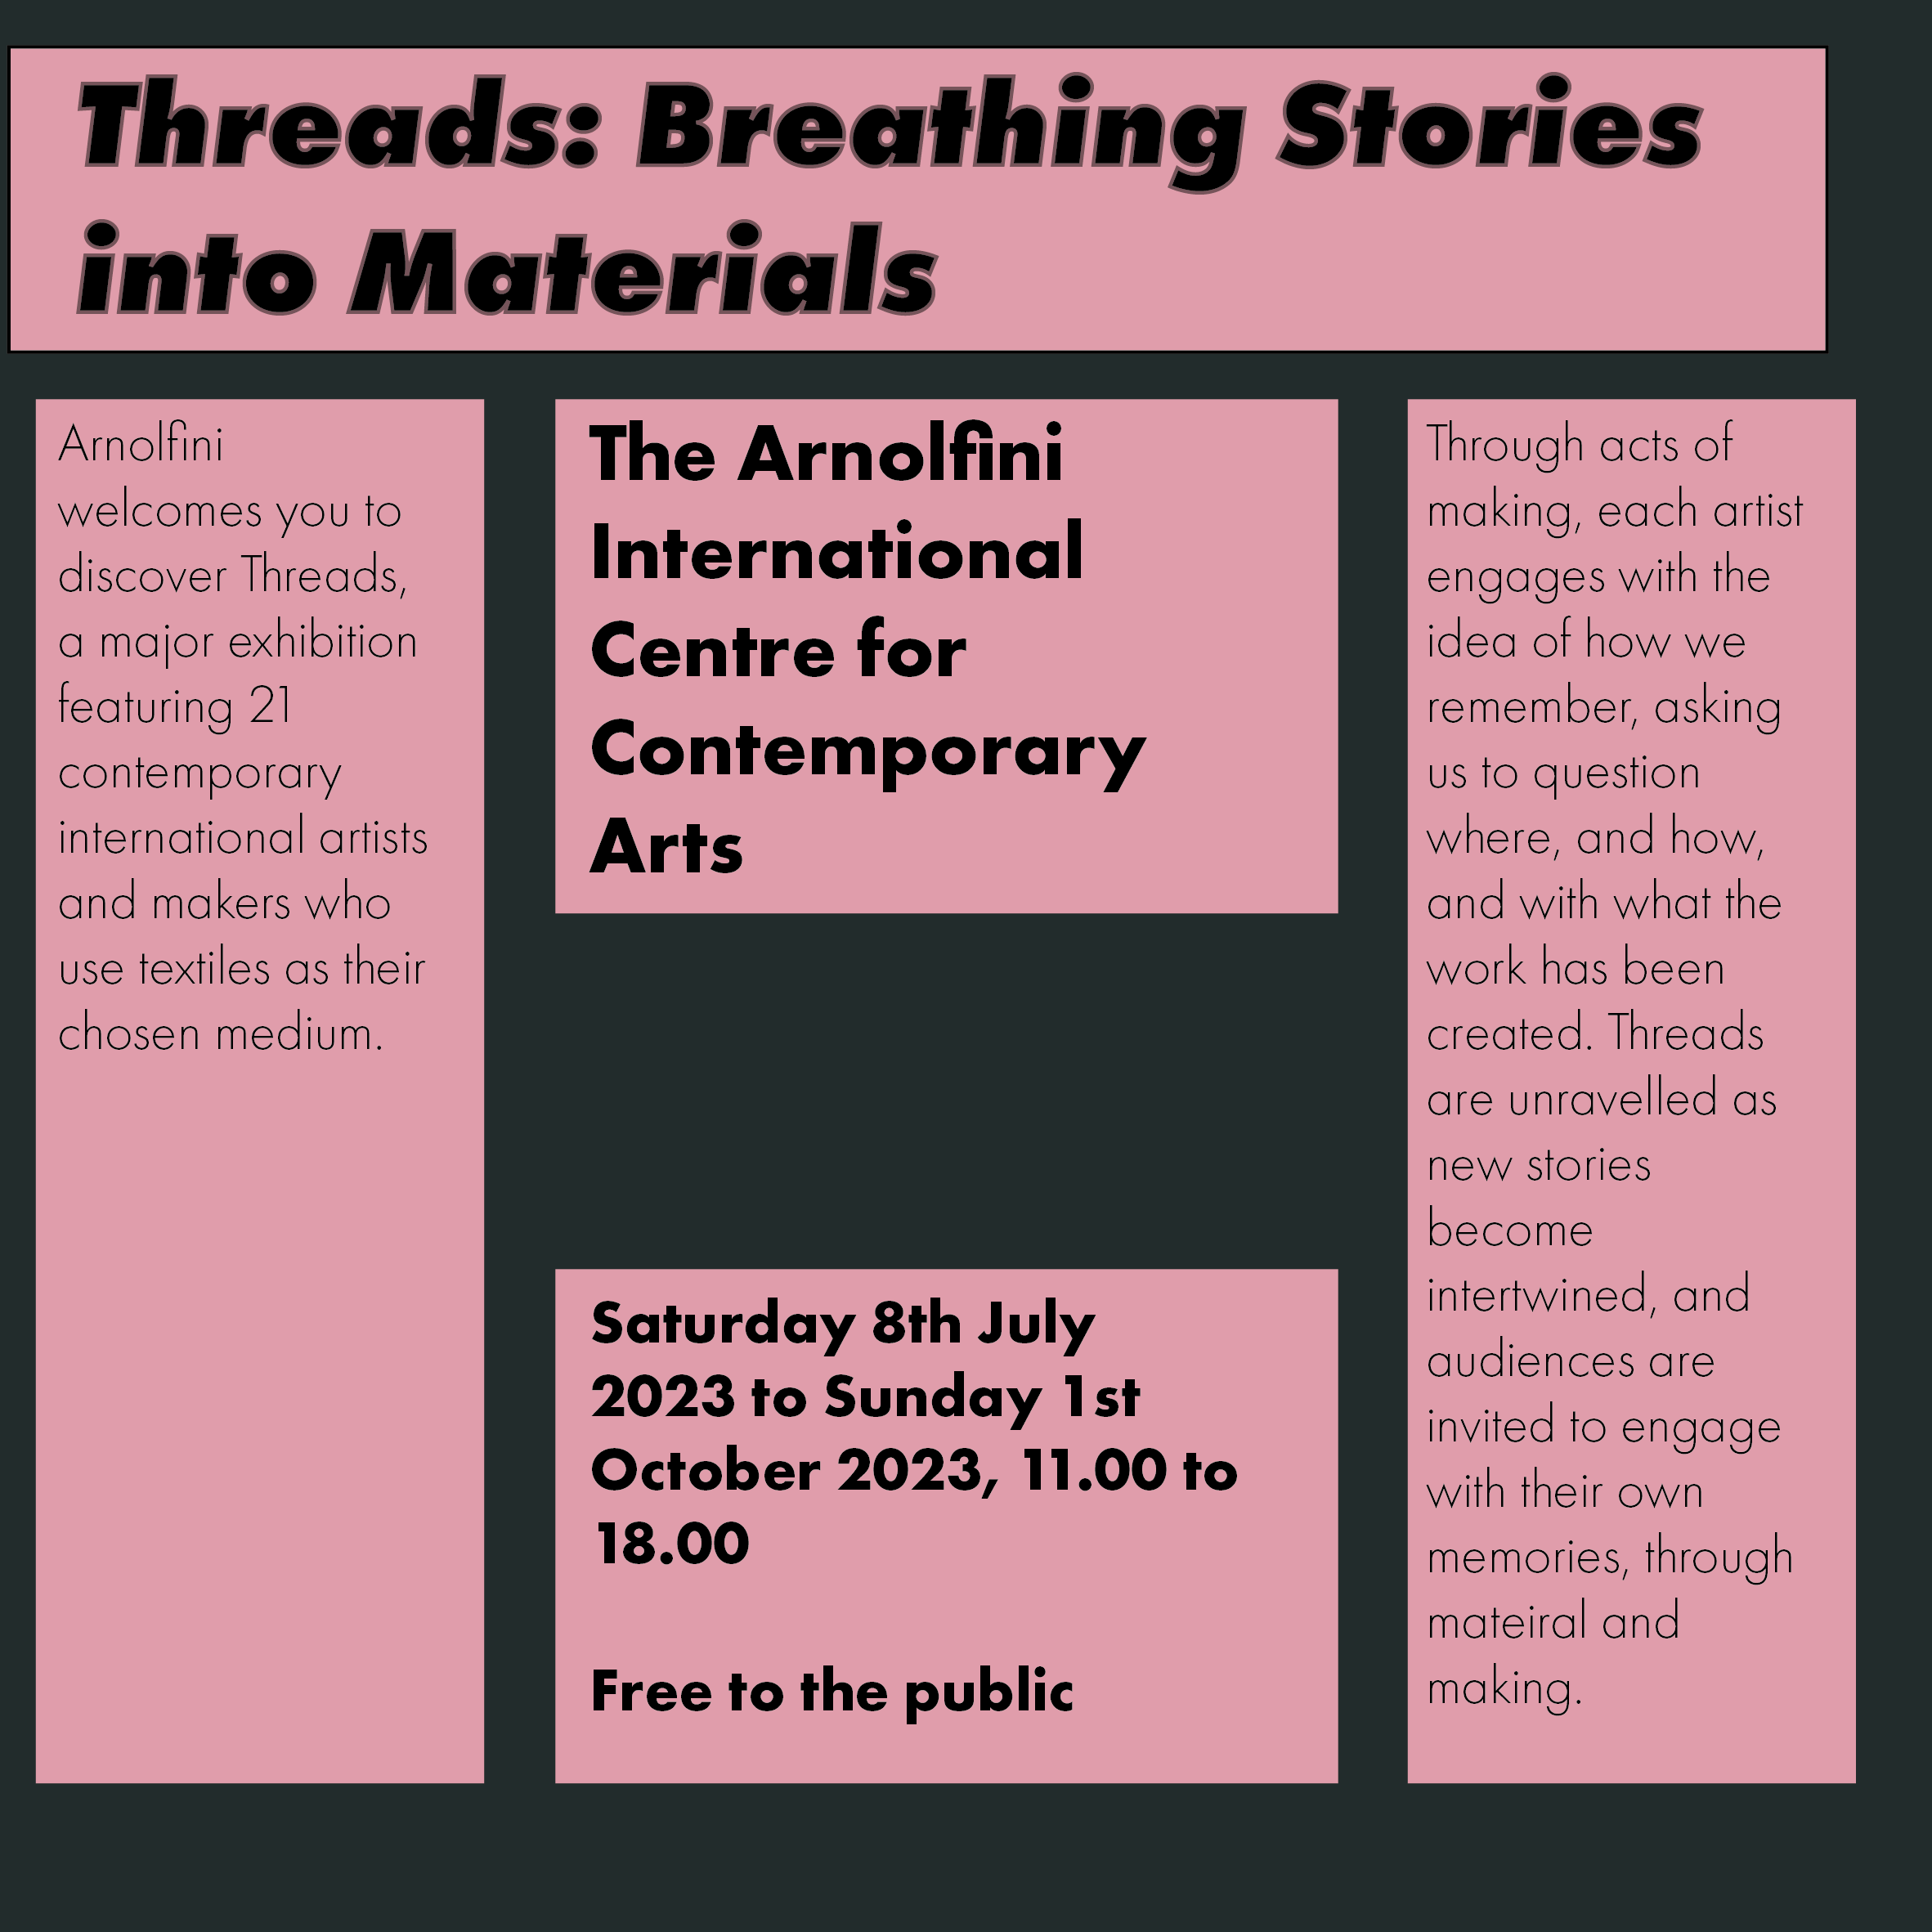 Threads: Breathing Stories
into Materials
Arnolfini
welcomes you to
discover Threads,
a major exhibition
featuring 21
contemporary
international artists
and makers who
use textiles as their
chosen medium.
The Arnolfini
International
Centre for
Contemporary
Arts
Saturday 8th July
2023 to Sunday 1st
October 2023, 11.00 to
18.00
Free to the public
Through acts of
making, each artist
engages with the
idea of how we
remember, asking
us to question
where, and how,
and with what the
work has been
created. Threads
are unravelled as
new stories
become
intertwined, and
audiences are
invited to engage
with their own
memories, through
mateiral and
making.